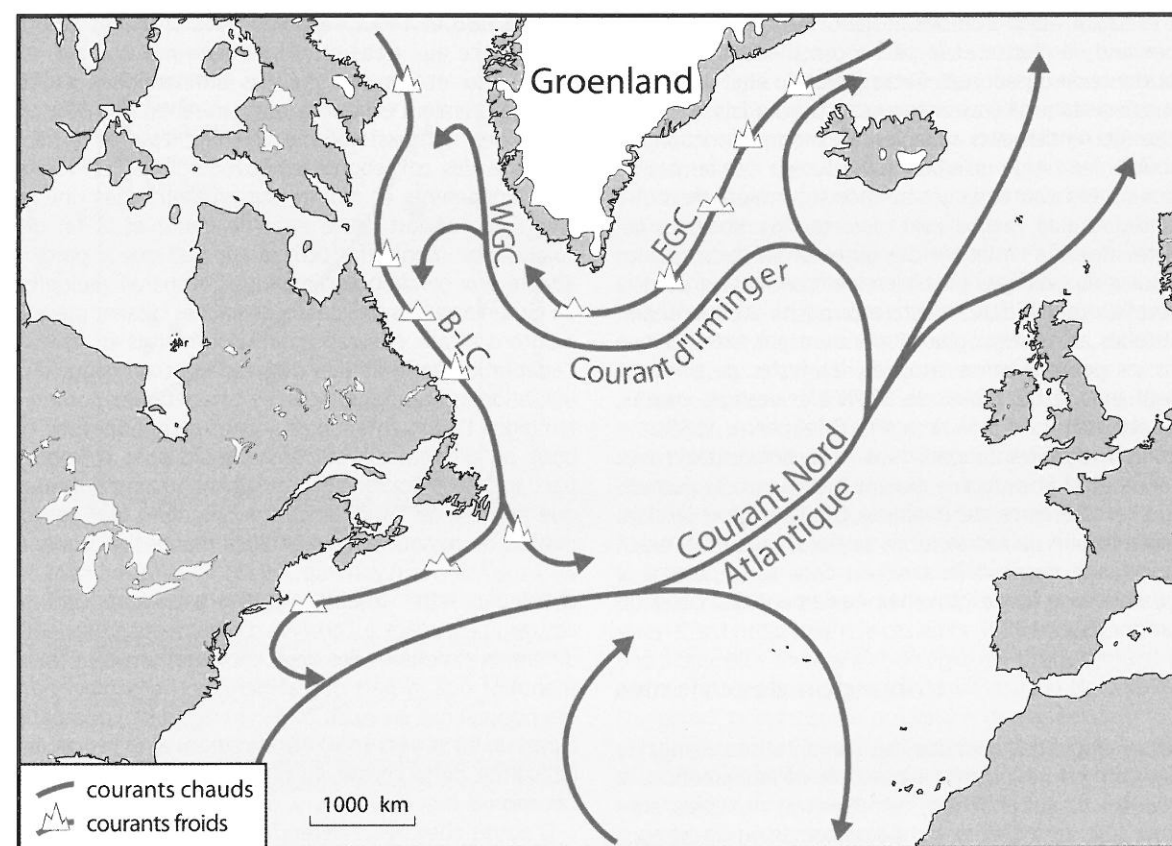 Groenland
WGC
EGC
B-LC
Courant d'Irminger
Courant Nord
Atlantique
courants chauds
courants froids
1000 km